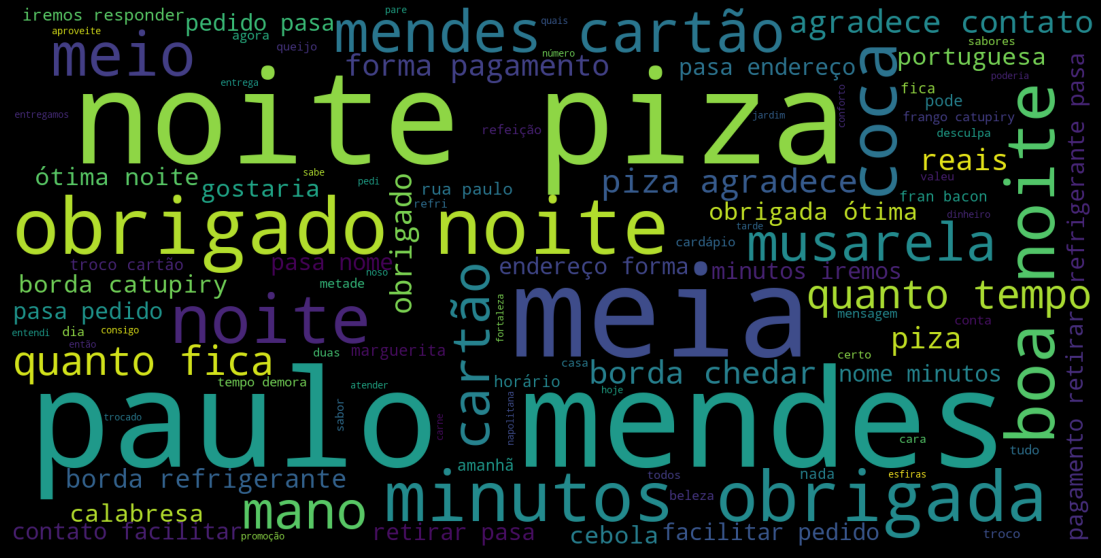 iremos responder
pedido pasa
mendes cartão
agradece contato
pare
quais
aproveite
agora
queijo
meio
forma pagamento
número
pasa endereço
portuguesa
sabores
coca
noite piza
entrega
entregamos
fica
pode
poderia
frango catupiry
conforto
jardim
refeição
desculpa
reais
valeu
boa noite
pagamento retirar
refrigerante pasa
ótima noite
sabe
gostaria
pedi
rua paulo
refri
piza agradece
fran bacon
obrigado noite
obrigado
obrigada ótima
dinheiro
tarde
cardápio
musarela
troco cartão
pasa nome
endereço forma
minutos iremos
borda catupiry
metade
noso
cartão
meia
quanto tempo
pasa pedido
noite
fortaleza
mensagem
conta
entendi
dia
consigo
então
duas
marguerita
piza
quanto fica
tempo demora
atender
horário
casa
borda chedar
certo
nome minutos
hoje
paulo mendes
trocado
sabor
carne
napolitana
cara
tudo
borda refrigerante
amanhã
todos
nada
esfiras
minutos obrigada
beleza
calabresa
mano
contato facilitar
promoção
retirar pasa
cebola
facilitar pedido
troco